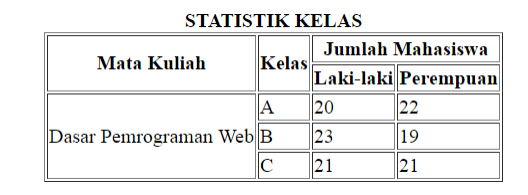 STATISTIK KELAS
Mata Kuliah Kelas Jumlah Mahasiswa
Laki-laki Perempuan
Dasar Pemrograman Web A 20 22
B 23 19
C 21 21